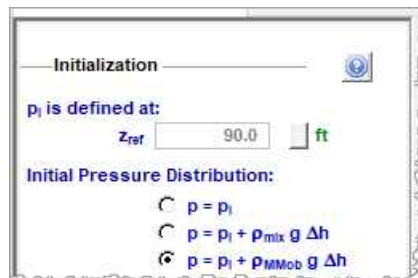 Initialization
pᵢ is defined at:
z_ref 90.0 ft
Initial Pressure Distribution:
p = pᵢ
p = pᵢ + ρ_mix g Δh
p = pᵢ + ρ_MMob g Δh